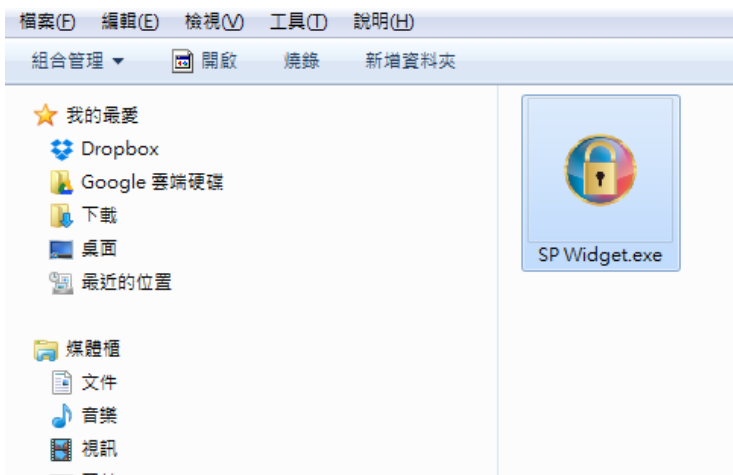 檔案(F) 編輯(E) 檢視(V) 工具(T) 說明(H)
組合管理 開啟 燒錄 新增資料夾
我的最愛
Dropbox
Google 雲端硬碟
下載
桌面
最近的位置
媒體櫃
文件
音樂
視訊
SP Widget.exe